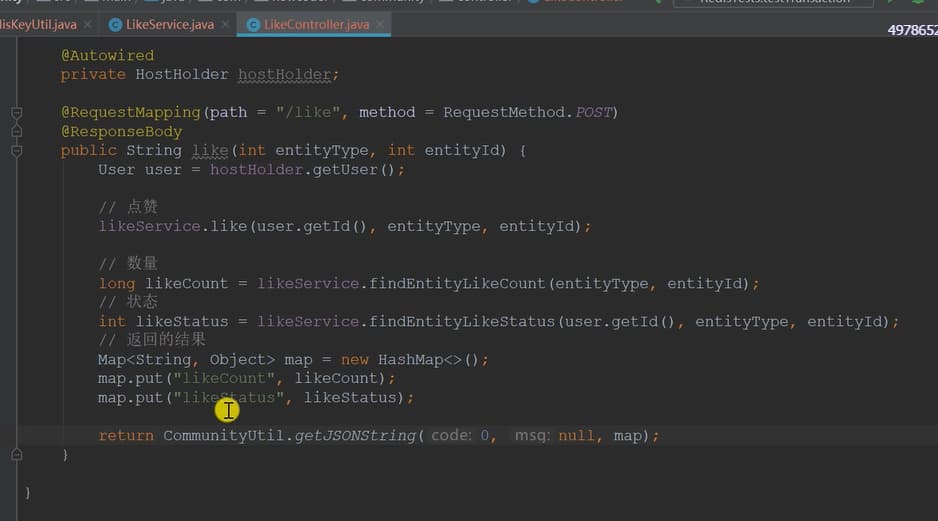 isKeyUtil.java × LikeService.java × LikeController.java ×
4978652
@Autowired
private HostHolder hostHolder;
@RequestMapping(path = "/like", method = RequestMethod.POST)
@ResponseBody
public String like(int entityType, int entityId) {
User user = hostHolder.getUser();
// 点赞
likeService.like(user.getId(), entityType, entityId);
// 数量
long likeCount = likeService.findEntityLikeCount(entityType, entityId);
// 状态
int likeStatus = likeService.findEntityLikeStatus(user.getId(), entityType, entityId);
// 返回的结果
Map<String, Object> map = new HashMap<>();
map.put("likeCount", likeCount);
map.put("likeStatus", likeStatus);
return CommunityUtil.getJSONString( code: 0, msg: null, map);
}
}